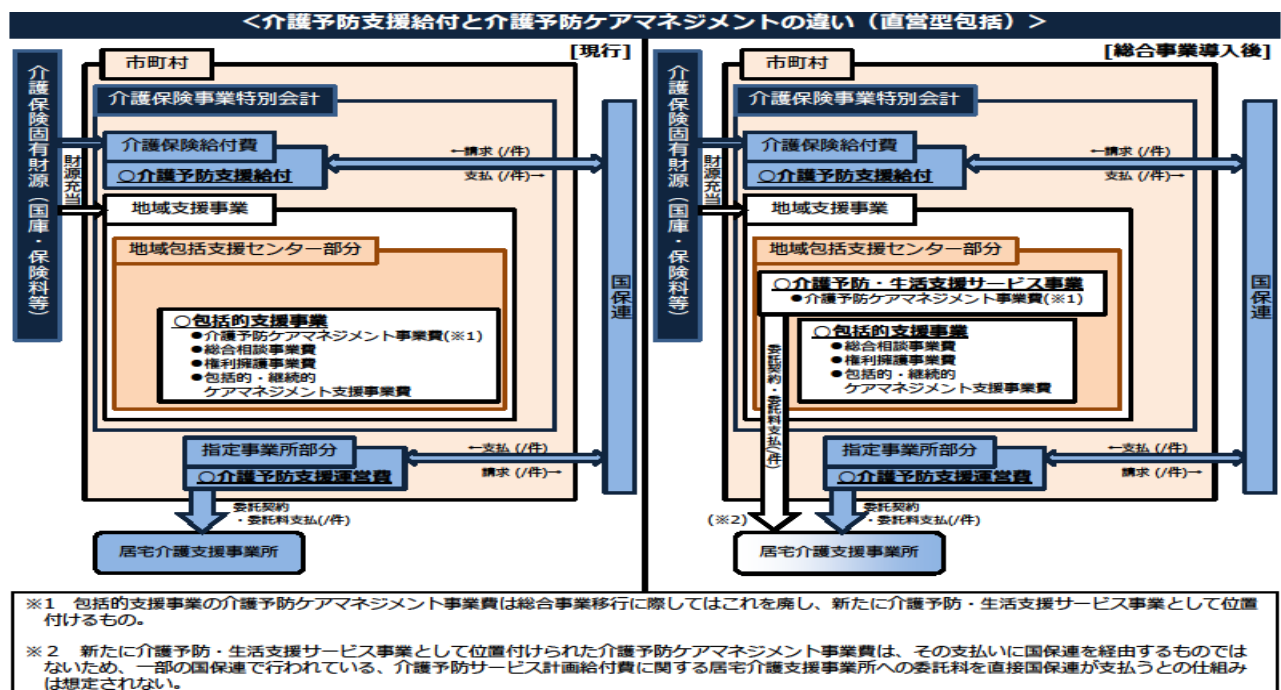 ＜介護予防支援給付と介護予防ケアマネジメントの違い（直営型包括）＞
[現行]
介護保険固有財源（国庫・保険料等）
財源充当
市町村
介護保険事業特別会計
介護保険給付費
○介護予防支援給付
←請求（/件）
支払（/件）→
地域支援事業
地域包括支援センター部分
○包括的支援事業
●介護予防ケアマネジメント事業費(※1)
●総合相談事業費
●権利擁護事業費
●包括的・継続的
ケアマネジメント支援事業費
国保連
指定事業所部分
○介護予防支援運営費
←支払（/件）
請求（/件）→
委託契約
・委託料支払(/件)
居宅介護支援事業所
[総合事業導入後]
介護保険固有財源（国庫・保険料等）
財源充当
市町村
介護保険事業特別会計
介護保険給付費
○介護予防支援給付
←請求（/件）
支払（/件）→
地域支援事業
地域包括支援センター部分
○介護予防・生活支援サービス事業
●介護予防ケアマネジメント事業費(※1)
○包括的支援事業
●総合相談事業費
●権利擁護事業費
●包括的・継続的
ケアマネジメント支援事業費
委託契約・委託料支払(/件)
国保連
指定事業所部分
○介護予防支援運営費
←支払（/件）
請求（/件）→
委託契約
・委託料支払(/件)
(※2)
居宅介護支援事業所
※1　包括的支援事業の介護予防ケアマネジメント事業費は総合事業移行に際してはこれを廃し、新たに介護予防・生活支援サービス事業として位置
付けるもの。
※２　新たに介護予防・生活支援サービス事業として位置付けられた介護予防ケアマネジメント事業費は、その支払いに国保連を経由するものでは
ないため、一部の国保連で行われている、介護予防サービス計画給付費に関する居宅介護支援事業所への委託料を直接国保連が支払うとの仕組み
は想定されない。